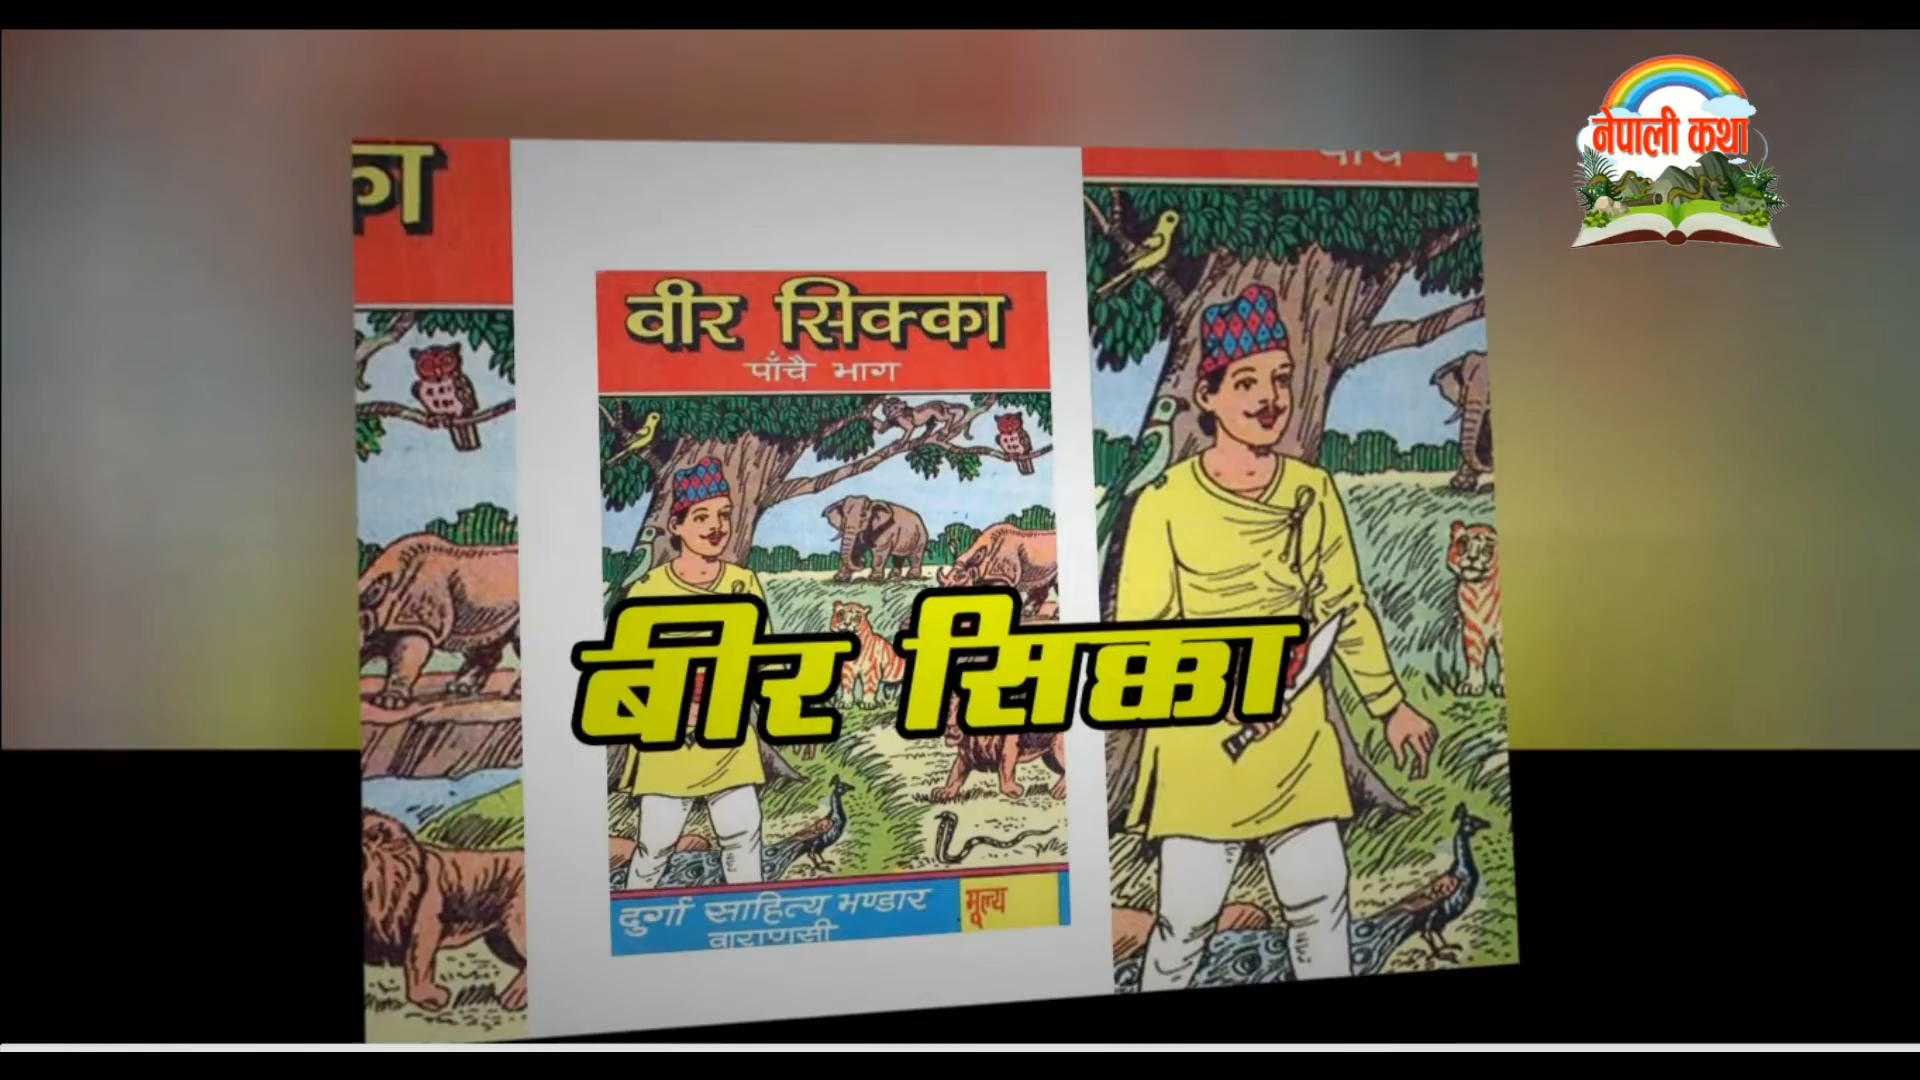 नेपाली कथा
वीर सिक्का
पाँचै भाग
बीर सिक्का
दुर्गा साहित्य भण्डार
मूल्य
वाराणसी